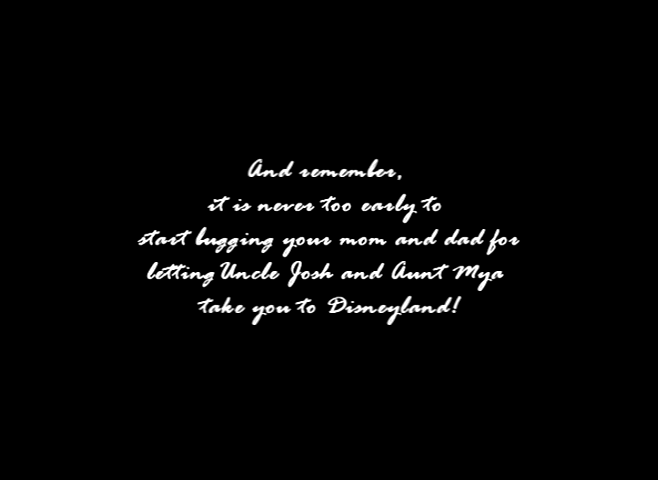 And remember,
it is never too early to
start bugging your mom and dad for
letting Uncle Josh and Aunt Mya
take you to Disneyland!